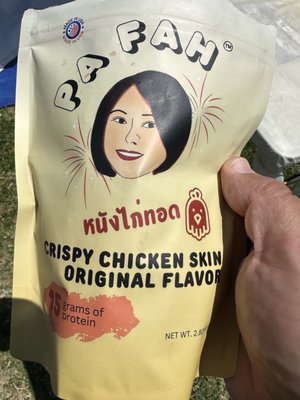 PA FAH™
หนังไก่ทอด
CRISPY CHICKEN SKIN
ORIGINAL FLAVOR
grams of
protein
NET WT.